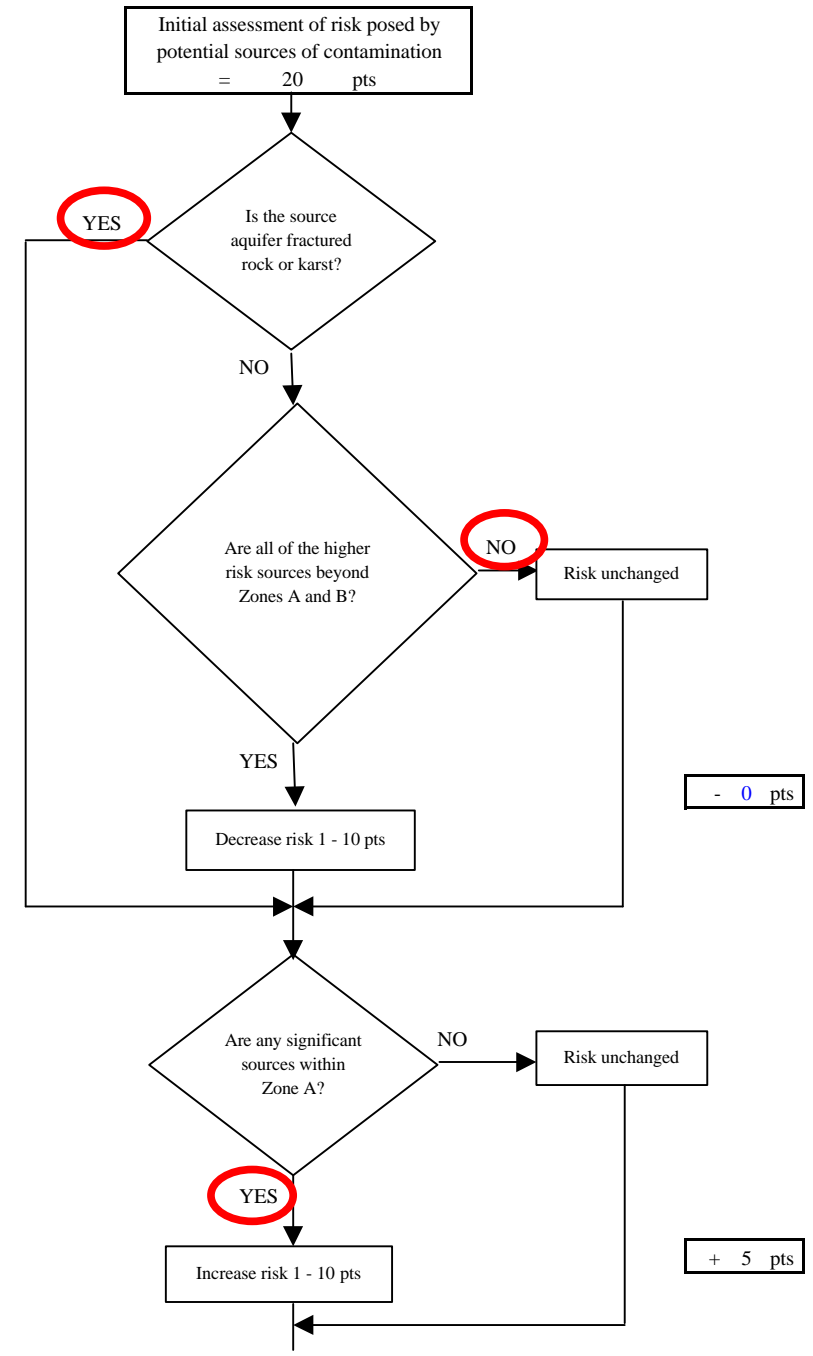 Initial assessment of risk posed by
potential sources of contamination
= 20 pts
YES
Is the source
aquifer fractured
rock or karst?
NO
Are all of the higher
risk sources beyond
Zones A and B?
NO
Risk unchanged
YES
- 0 pts
Decrease risk 1 - 10 pts
Are any significant
sources within
Zone A?
NO
Risk unchanged
YES
+ 5 pts
Increase risk 1 - 10 pts